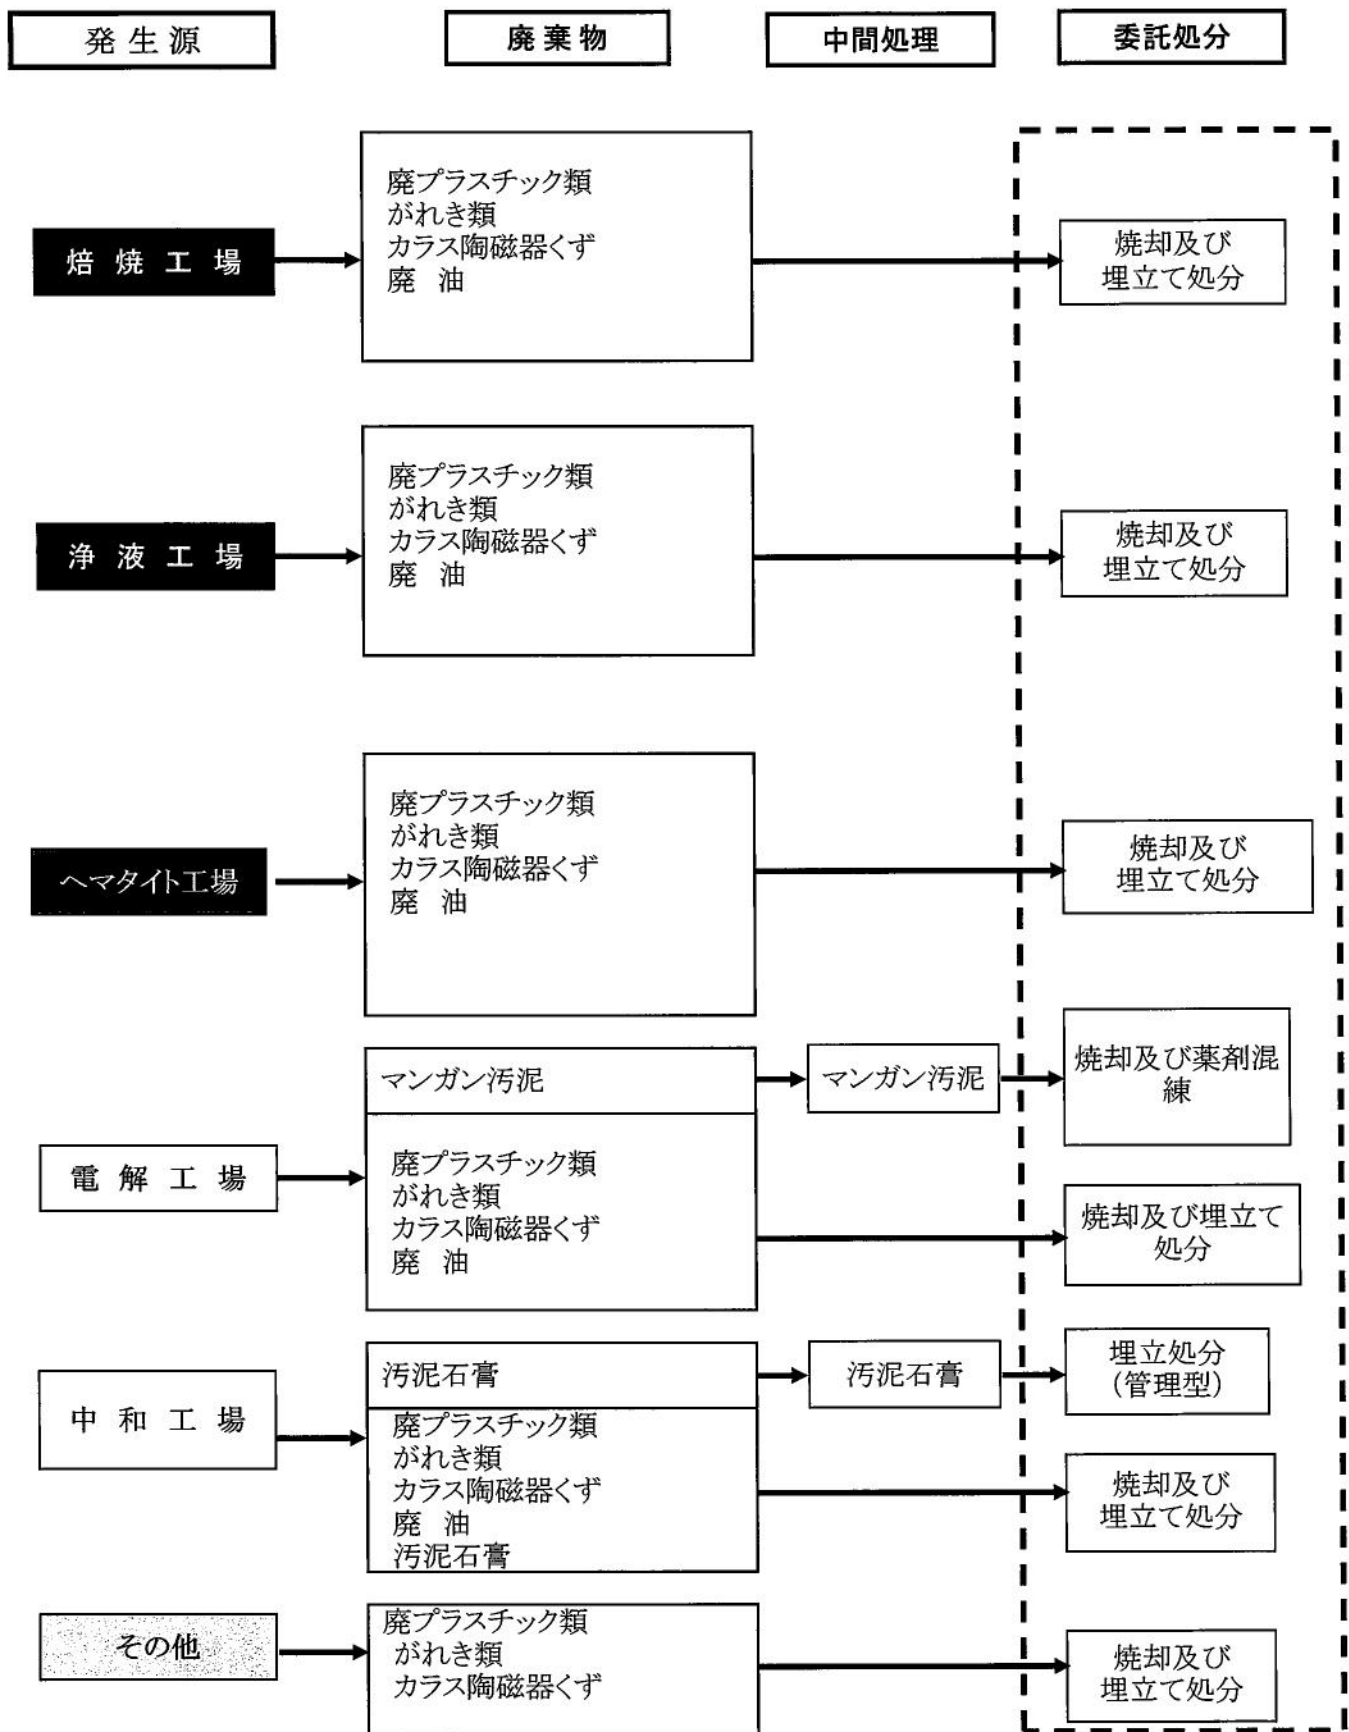 発生源
廃棄物
中間処理
委託処分
焙焼工場
廃プラスチック類
がれき類
カラス陶磁器くず
廃 油
焼却及び
埋立て処分
浄液工場
廃プラスチック類
がれき類
カラス陶磁器くず
廃 油
焼却及び
埋立て処分
ヘマタイト工場
廃プラスチック類
がれき類
カラス陶磁器くず
廃 油
焼却及び
埋立て処分
電解工場
マンガン汚泥
マンガン汚泥
焼却及び薬剤混
練
廃プラスチック類
がれき類
カラス陶磁器くず
廃 油
焼却及び埋立て
処分
中和工場
汚泥石膏
汚泥石膏
埋立処分
(管理型)
廃プラスチック類
がれき類
カラス陶磁器くず
廃 油
汚泥石膏
焼却及び
埋立て処分
その他
廃プラスチック類
がれき類
カラス陶磁器くず
焼却及び
埋立て処分